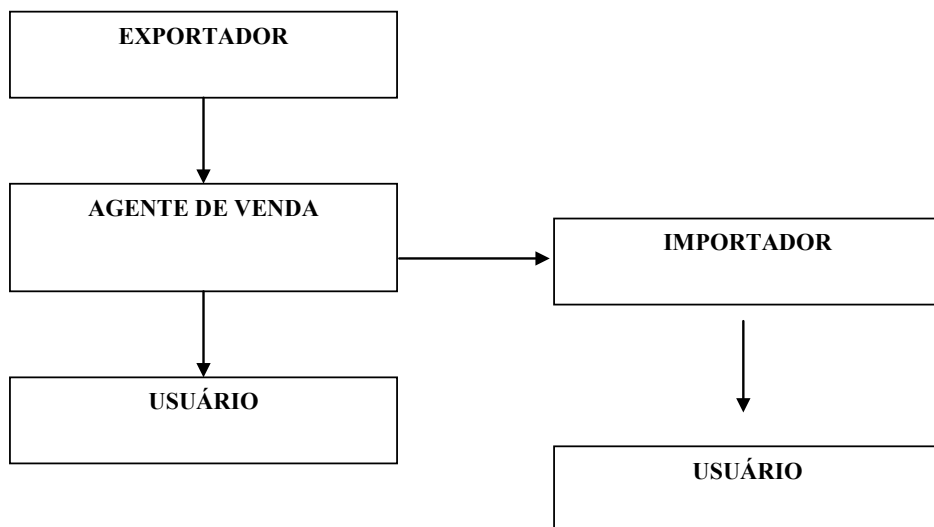 EXPORTADOR
AGENTE DE VENDA
IMPORTADOR
USUÁRIO
USUÁRIO